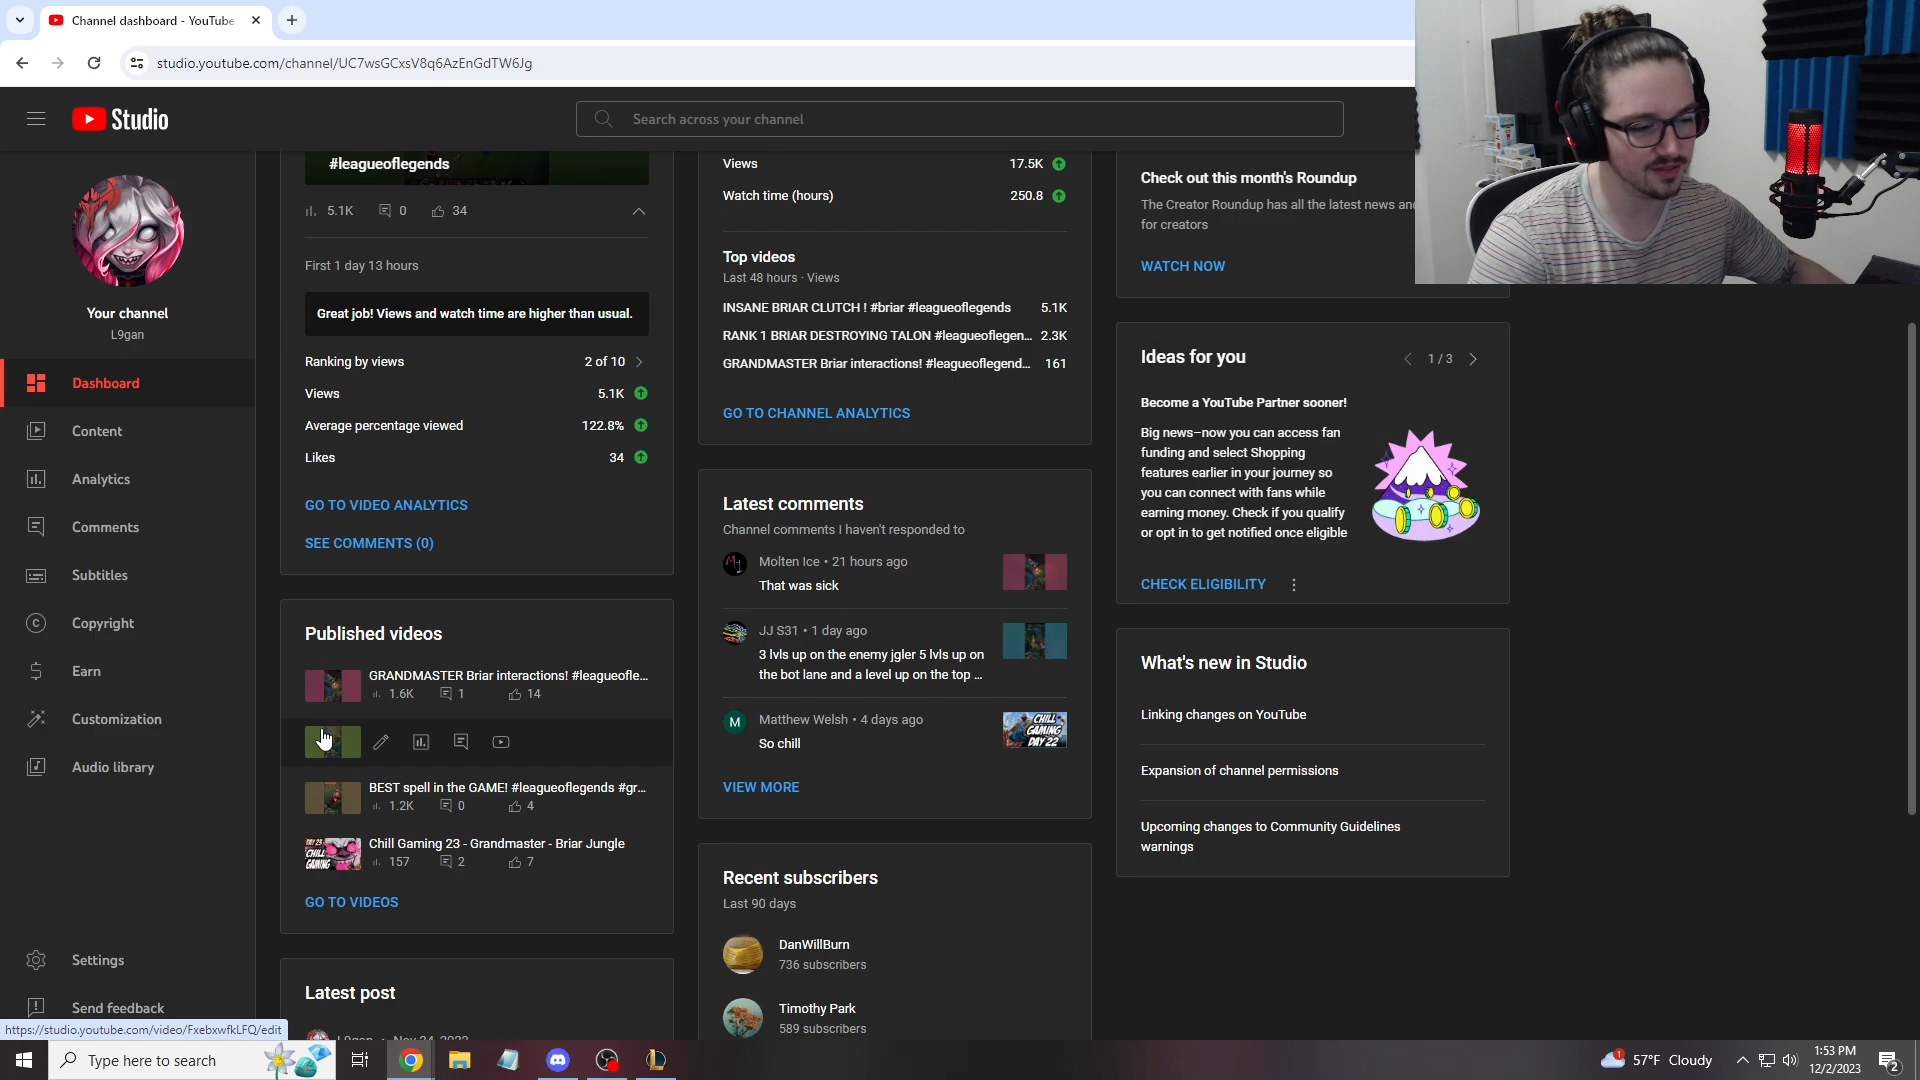 Channel dashboard - YouTube
studio.youtube.com/channel/UC7wsGCxsV8q6AzEnGdTW6Jg
Studio
Search across your channel
Your channel
L9gan
Dashboard
Content
Analytics
Comments
Subtitles
Copyright
Earn
Customization
Audio library
Settings
Send feedback
#leagueoflegends
5.1K 0 34
First 1 day 13 hours
Great job! Views and watch time are higher than usual.
Ranking by views 2 of 10
Views 5.1K
Average percentage viewed 122.8%
Likes 34
GO TO VIDEO ANALYTICS
SEE COMMENTS (0)
Published videos
GRANDMASTER Briar interactions! #leagueofle...
1.6K 1 14
BEST spell in the GAME! #leagueoflegends #gr...
1.2K 0 4
DAY 23
CHILL
GAMING
Chill Gaming 23 - Grandmaster - Briar Jungle
157 2 7
GO TO VIDEOS
Latest post
L9gan • Nov 24, 2023
Views 17.5K
Watch time (hours) 250.8
Top videos
Last 48 hours · Views
INSANE BRIAR CLUTCH ! #briar #leagueoflegends 5.1K
RANK 1 BRIAR DESTROYING TALON #leagueoflegen... 2.3K
GRANDMASTER Briar interactions! #leagueoflegend... 161
GO TO CHANNEL ANALYTICS
Latest comments
Channel comments I haven't responded to
Molten Ice • 21 hours ago
That was sick
JJ S31 • 1 day ago
3 lvls up on the enemy jgler 5 lvls up on
the bot lane and a level up on the top ...
M
Matthew Welsh • 4 days ago
So chill
CHILL
GAMING
DAY 22
VIEW MORE
Recent subscribers
Last 90 days
DanWillBurn
736 subscribers
Timothy Park
589 subscribers
Check out this month's Roundup
The Creator Roundup has all the latest news and
for creators
WATCH NOW
Ideas for you
1 / 3
Become a YouTube Partner sooner!
Big news–now you can access fan
funding and select Shopping
features earlier in your journey so
you can connect with fans while
earning money. Check if you qualify
or opt in to get notified once eligible
CHECK ELIGIBILITY
What's new in Studio
Linking changes on YouTube
Expansion of channel permissions
Upcoming changes to Community Guidelines
warnings
https://studio.youtube.com/video/FxebxwfkLFQ/edit
Type here to search
1
57°F Cloudy
1:53 PM
12/2/2023
2